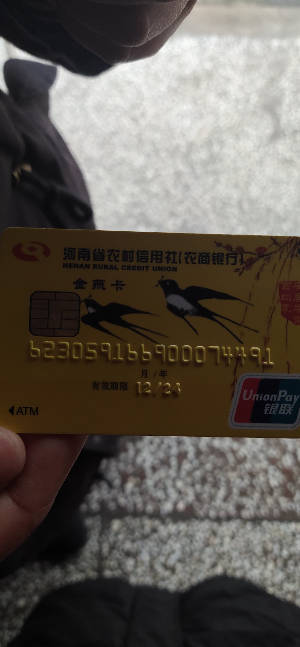 河南省农村信用社(农商银行)
HENAN RURAL CREDIT UNION
金燕卡
月/年
有效期限 12/24
ATM
UnionPay
银联